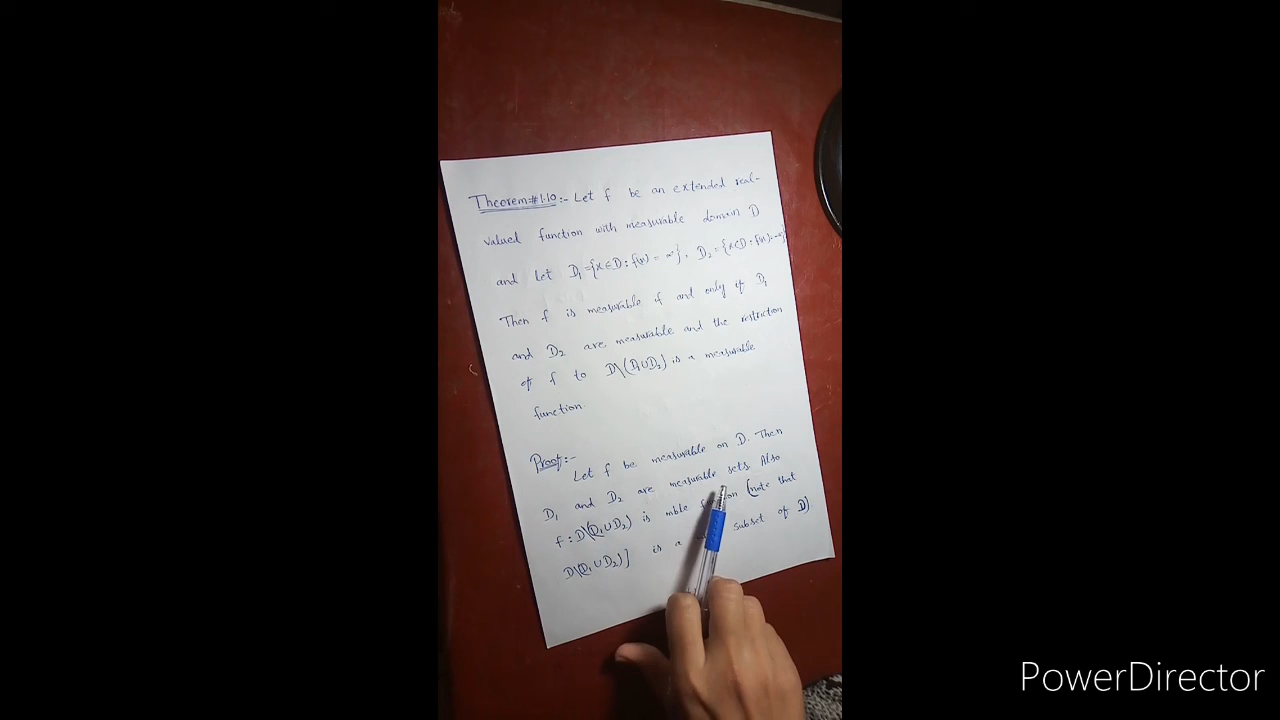 Theorem#1.10:- Let f be an extended real-
valued function with measurable domain D
and let D₁={x∈D: f(x) = ∞}, D₂={x∈D: f(x)=-∞}
Then f is measurable if and only if D₁
and D₂ are measurable and the restriction
of f to D\(D₁∪D₂) is a measurable
function.
Proof:-
Let f be measurable on D. Then
D₁ and D₂ are measurable sets. Also
f: D\(D₁∪D₂) is mble (note that
D\(D₁∪D₂)] is a subset of D)
PowerDirector